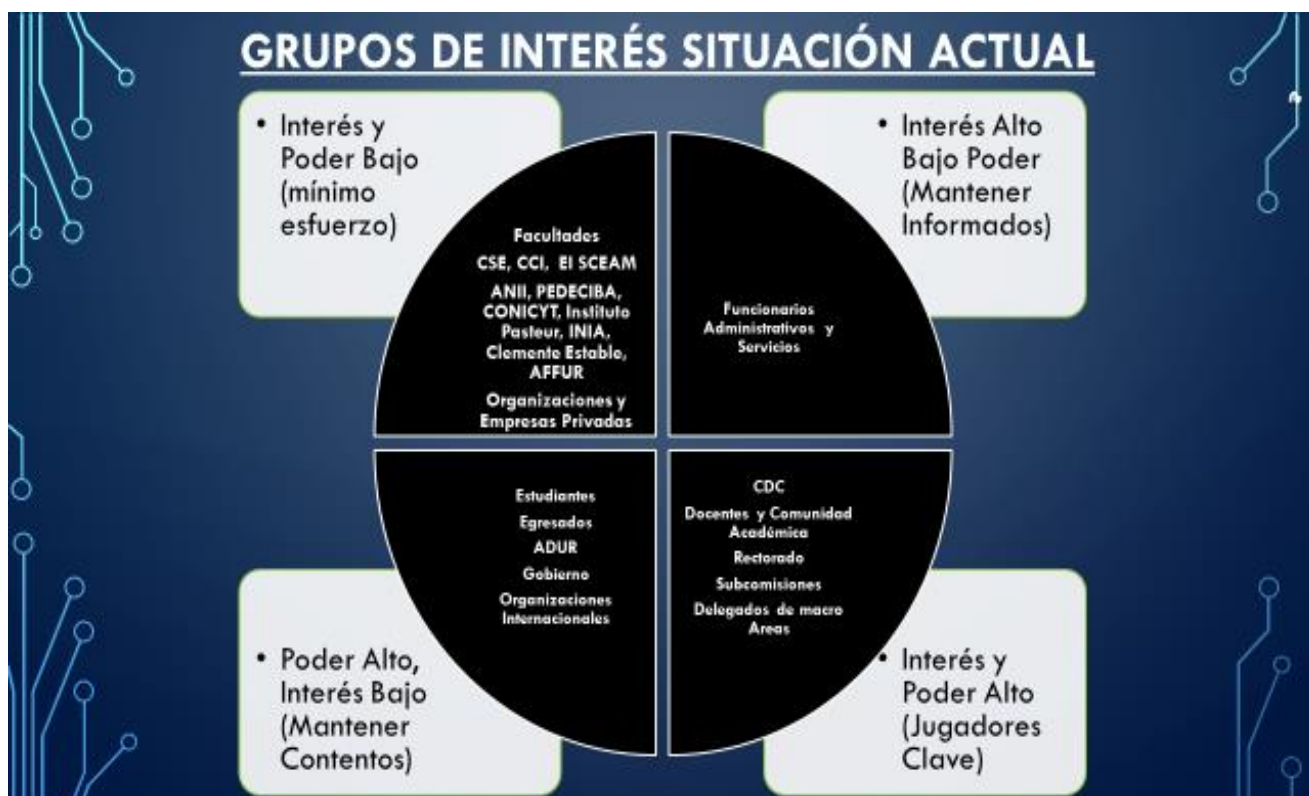 GRUPOS DE INTERÉS SITUACIÓN ACTUAL
• Interés y
Poder Bajo
(mínimo
esfuerzo)
• Interés Alto
Bajo Poder
(Mantener
Informados)
Facultades
CSE, CCI, EI SCEAM
ANII, PEDECIBA,
CONICYT, Instituto
Pasteur, INIA,
Clemente Estable,
AFFUR
Organizaciones y
Empresas Privadas
Funcionarios
Administrativos y
Servicios
Estudiantes
Egresados
ADUR
Gobierno
Organizaciones
Internacionales
CDC
Docentes y Comunidad
Académica
Rectorado
Subcomisiones
Delegados de macro
Areas
• Poder Alto,
Interés Bajo
(Mantener
Contentos)
• Interés y
Poder Alto
(Jugadores
Clave)